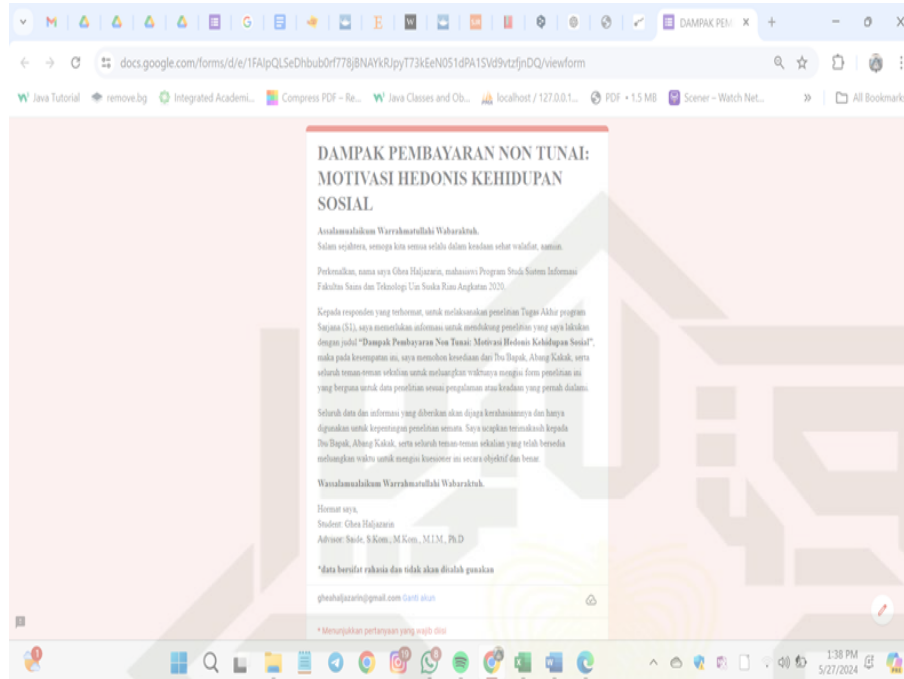 DAMPAK PEM
docs.google.com/forms/d/e/1FAIpQLSeDhbub0rf778jBNAYkRJpyT73kEeN051dPA1SVd9vtzfjnDQ/viewform
Java Tutorial remove.bg Integrated Academi... Compress PDF – Re... Java Classes and Ob... localhost / 127.0.0.1... PDF • 1.5 MB Scener – Watch Net... » All Bookmarks
DAMPAK PEMBAYARAN NON TUNAI:
MOTIVASI HEDONIS KEHIDUPAN
SOSIAL
Assalamualaikum Warrahmatullahi Wabaraktuh.
Salam sejahtera, semoga kita semua selalu dalam keadaan sehat walafiat, aamiin.
Perkenalkan, nama saya Ghea Haljazarin, mahasiswi Program Studi Sistem Informasi
Fakultas Sains dan Teknologi Uin Suska Riau Angkatan 2020.
Kepada responden yang terhormat, untuk melaksanakan penelitian Tugas Akhir program
Sarjana (S1), saya memerlukan informasi untuk mendukung penelitian yang saya lakukan
dengan judul "Dampak Pembayaran Non Tunai: Motivasi Hedonis Kehidupan Sosial",
maka pada kesempatan ini, saya memohon kesediaan dari Ibu/Bapak, Abang/Kakak, serta
seluruh teman-teman sekalian untuk meluangkan waktunya mengisi form penelitian ini
yang berguna untuk data penelitian sesuai pengalaman atau keadaan yang pernah dialami.
Seluruh data dan informasi yang diberikan akan dijaga kerahasiaannya dan hanya
digunakan untuk kepentingan penelitian semata. Saya ucapkan terimakasih kepada
Ibu/Bapak, Abang/Kakak, serta seluruh teman-teman sekalian yang telah bersedia
meluangkan waktu untuk mengisi kuesioner ini secara objektif dan benar.
Wassalamualaikum Warrahmatullahi Wabaraktuh.
Hormat saya,
Student: Ghea Haljazarin
Advisor: Saide, S.Kom., M.Kom., M.I.M., Ph.D
*data bersifat rahasia dan tidak akan disalah gunakan
gheahaljazarin@gmail.com Ganti akun
* Menunjukkan pertanyaan yang wajib diisi
1:38 PM
5/27/2024